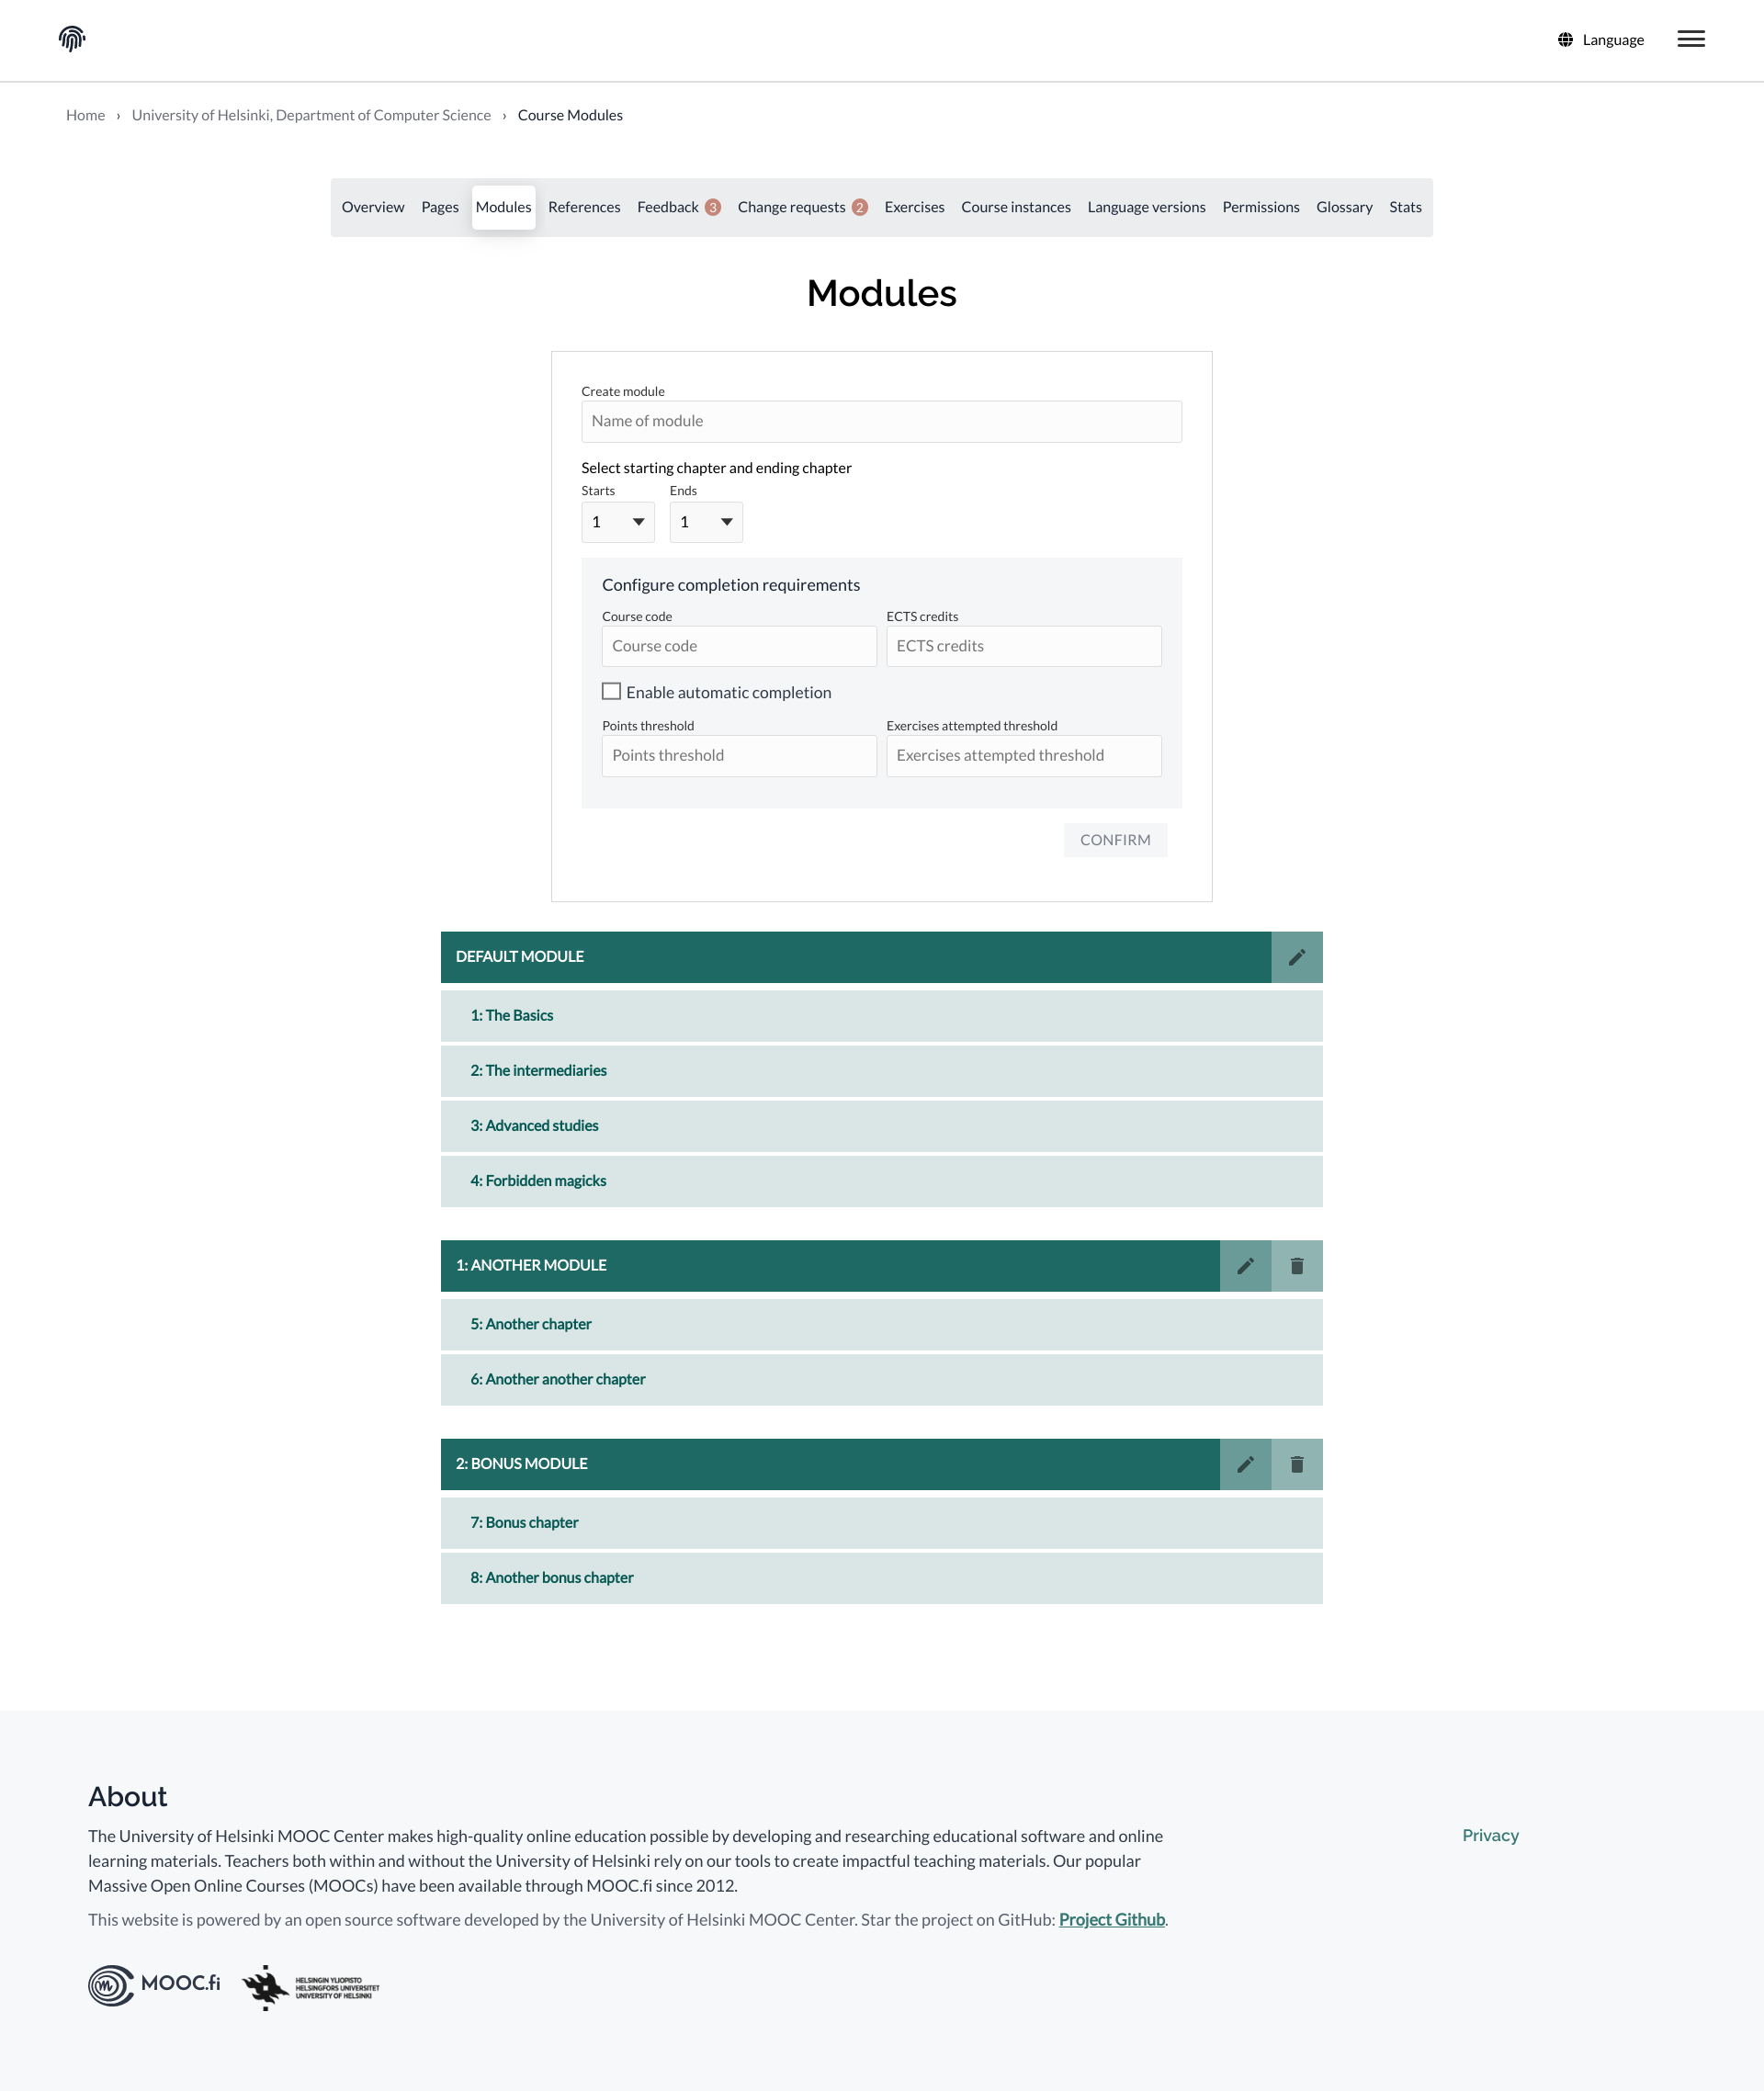 Language
Home › University of Helsinki, Department of Computer Science › Course Modules
Overview Pages Modules References Feedback 3 Change requests 2 Exercises Course instances Language versions Permissions Glossary Stats
Modules
Create module
Name of module
Select starting chapter and ending chapter
Starts Ends
1 1
Configure completion requirements
Course code ECTS credits
Course code ECTS credits
Enable automatic completion
Points threshold Exercises attempted threshold
Points threshold Exercises attempted threshold
CONFIRM
DEFAULT MODULE
1: The Basics
2: The intermediaries
3: Advanced studies
4: Forbidden magicks
1: ANOTHER MODULE
5: Another chapter
6: Another another chapter
2: BONUS MODULE
7: Bonus chapter
8: Another bonus chapter
About
The University of Helsinki MOOC Center makes high-quality online education possible by developing and researching educational software and online
learning materials. Teachers both within and without the University of Helsinki rely on our tools to create impactful teaching materials. Our popular
Massive Open Online Courses (MOOCs) have been available through MOOC.fi since 2012.
This website is powered by an open source software developed by the University of Helsinki MOOC Center. Star the project on GitHub: Project Github.
Privacy
MOOC.fi
HELSINGIN YLIOPISTO
HELSINGFORS UNIVERSITET
UNIVERSITY OF HELSINKI